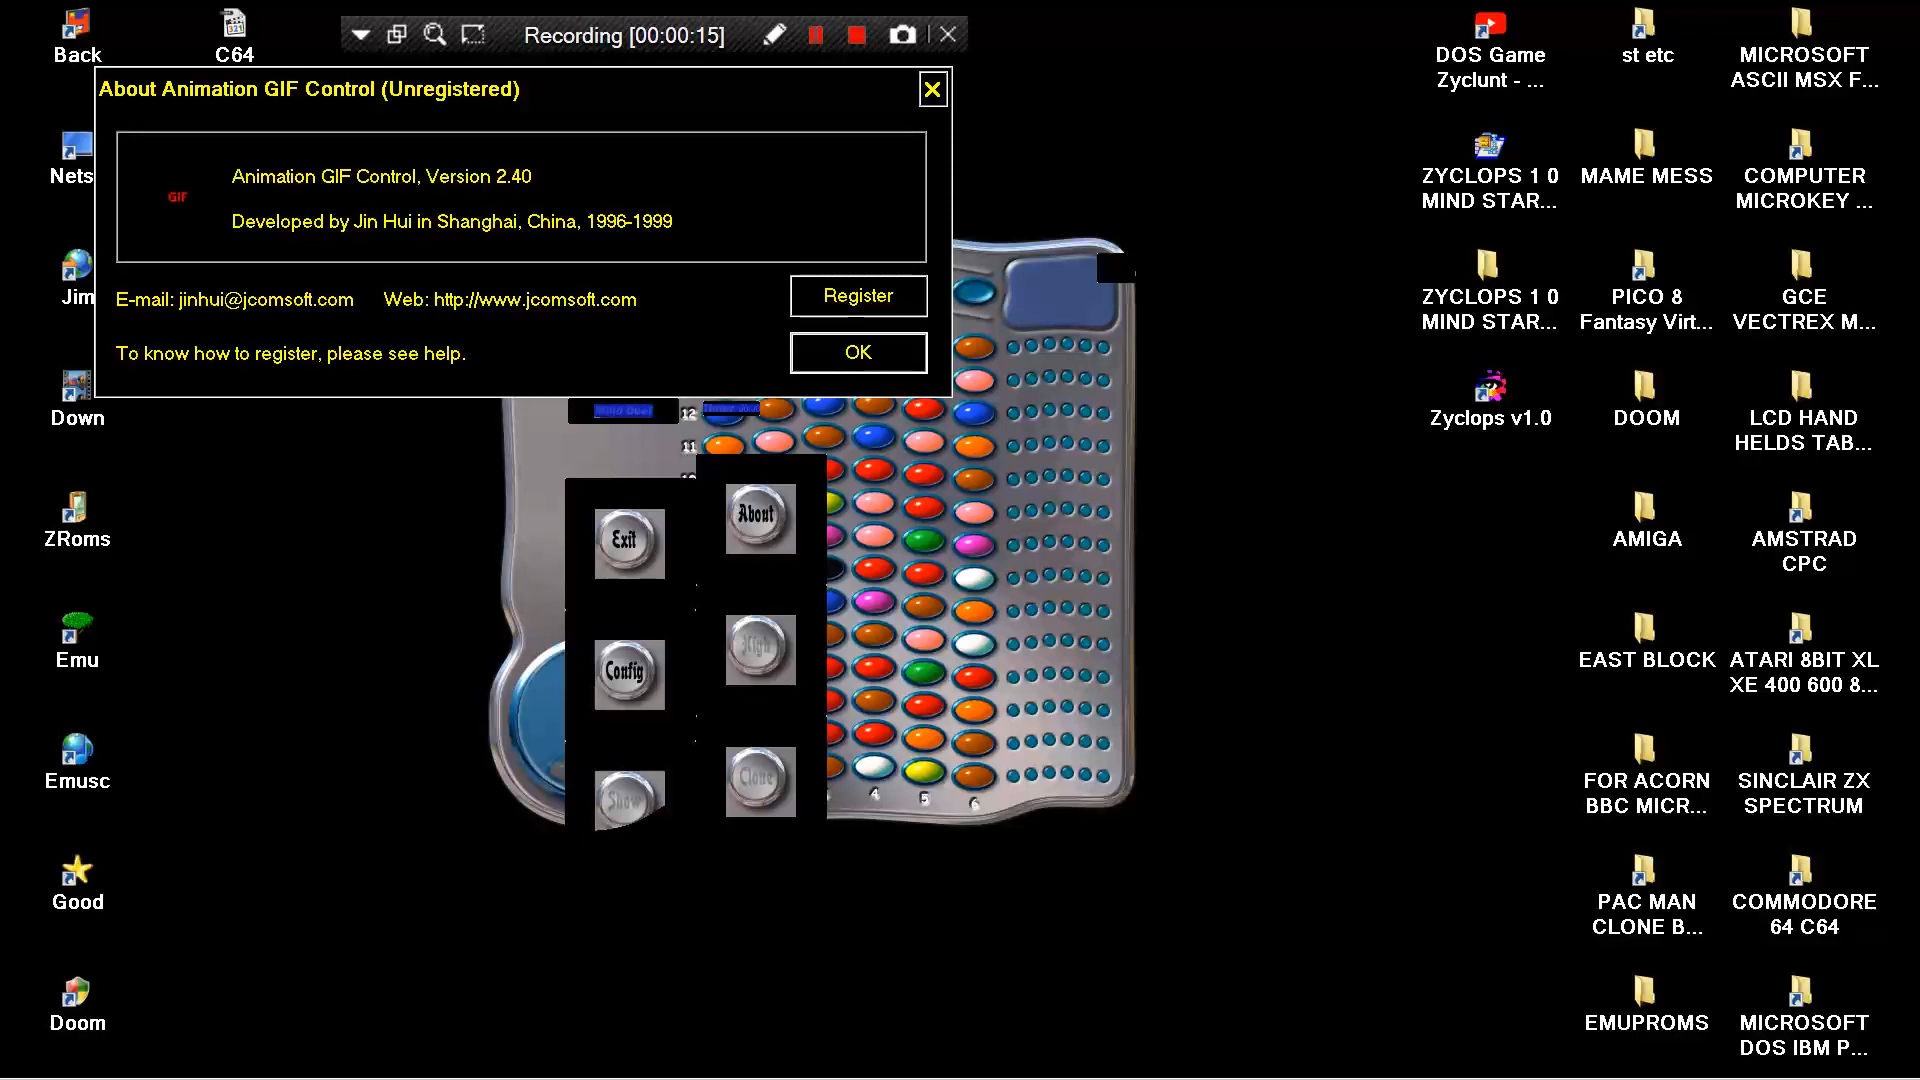 Back
C64
Recording [00:00:15]
About Animation GIF Control (Unregistered)
GIF
Animation GIF Control, Version 2.40
Developed by Jin Hui in Shanghai, China, 1996-1999
E-mail: jinhui@jcomsoft.com Web: http://www.jcomsoft.com
Register
To know how to register, please see help.
OK
Nets
Jim
Down
ZRoms
Emu
Emusc
Good
Doom
Mind Duel
12
11
About
Exit
High
Config
Clone
Show
4
5
6
DOS Game
Zyclunt - ...
ZYCLOPS 1 0
MIND STAR...
ZYCLOPS 1 0
MIND STAR...
Zyclops v1.0
st etc
MAME MESS
PICO 8
Fantasy Virt...
DOOM
AMIGA
EAST BLOCK
FOR ACORN
BBC MICR...
PAC MAN
CLONE B...
EMUPROMS
MICROSOFT
ASCII MSX F...
COMPUTER
MICROKEY ...
GCE
VECTREX M...
LCD HAND
HELDS TAB...
AMSTRAD
CPC
ATARI 8BIT XL
XE 400 600 8...
SINCLAIR ZX
SPECTRUM
COMMODORE
64 C64
MICROSOFT
DOS IBM P...